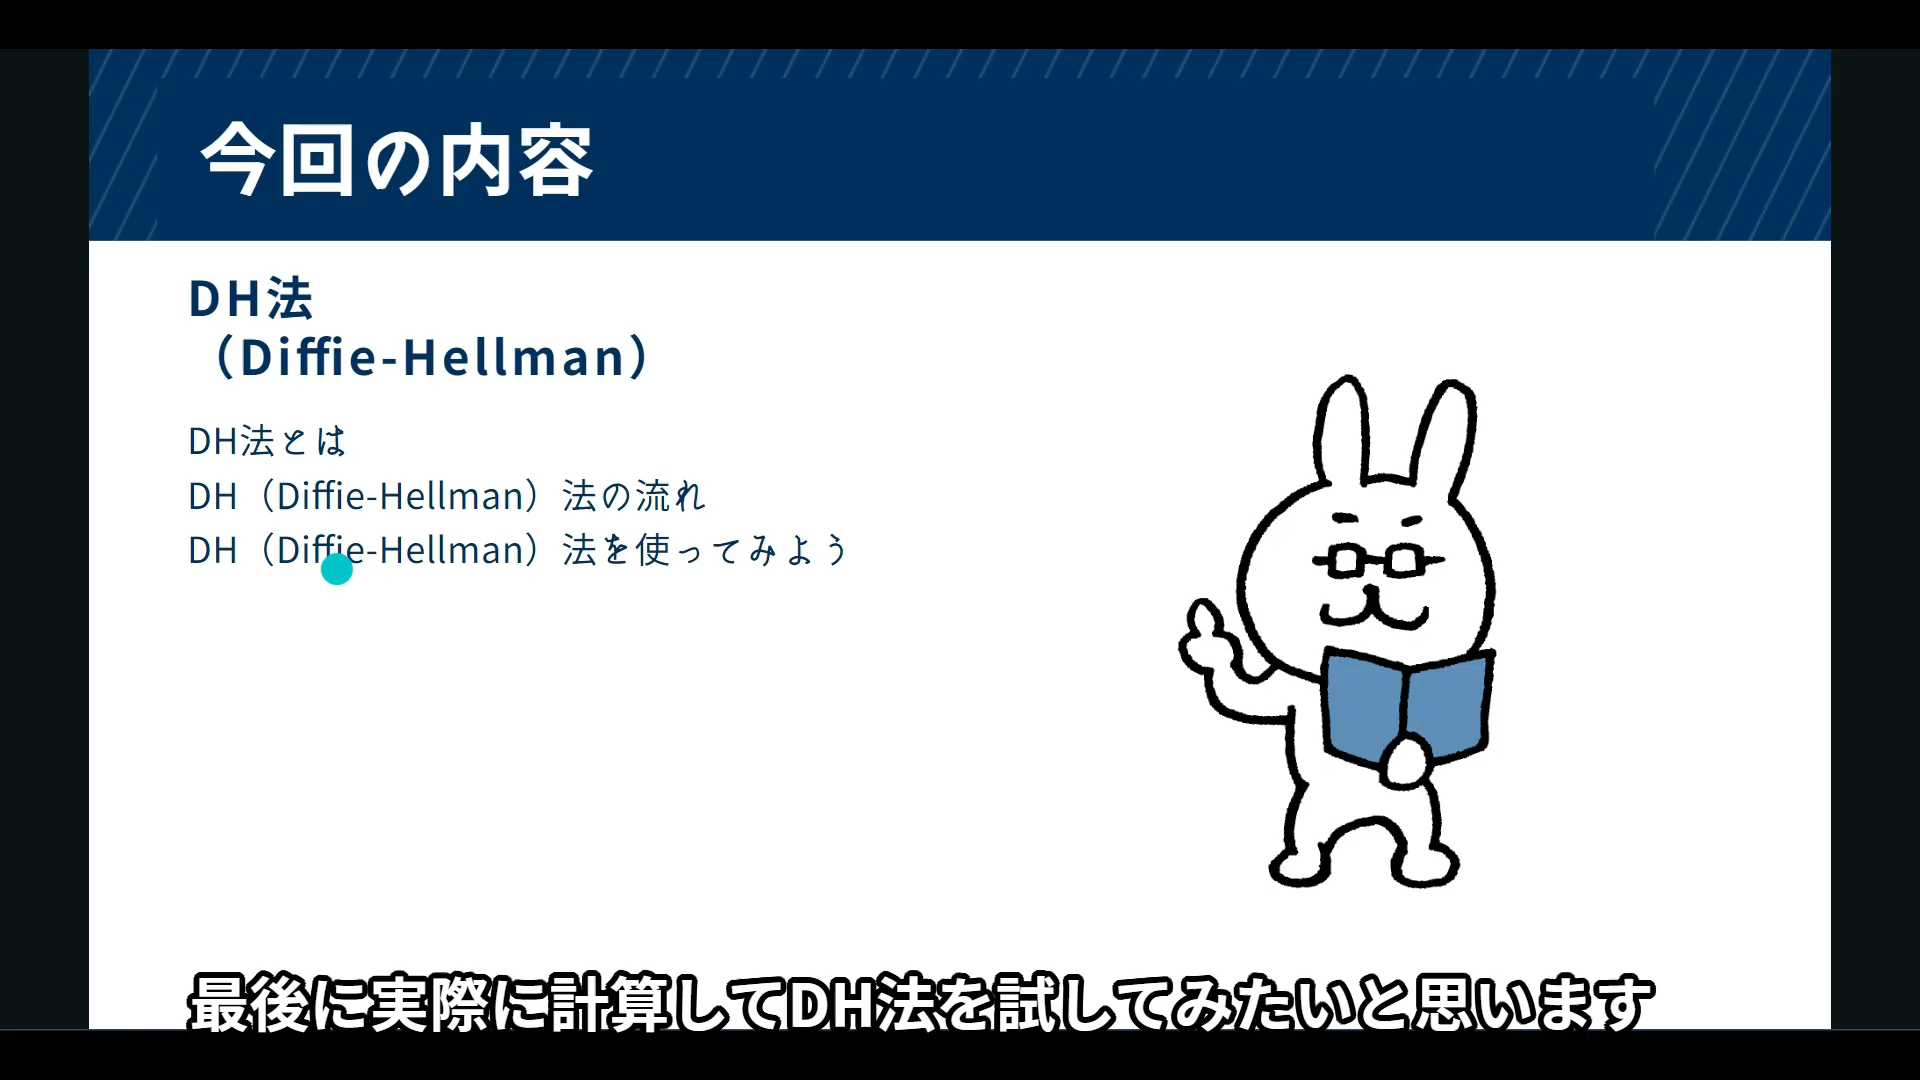 今回の内容
DH法
（Diffie-Hellman）
DH法とは
DH（Diffie-Hellman）法の流れ
DH（Diffie-Hellman）法を使ってみよう
最後に実際に計算してDH法を試してみたいと思います